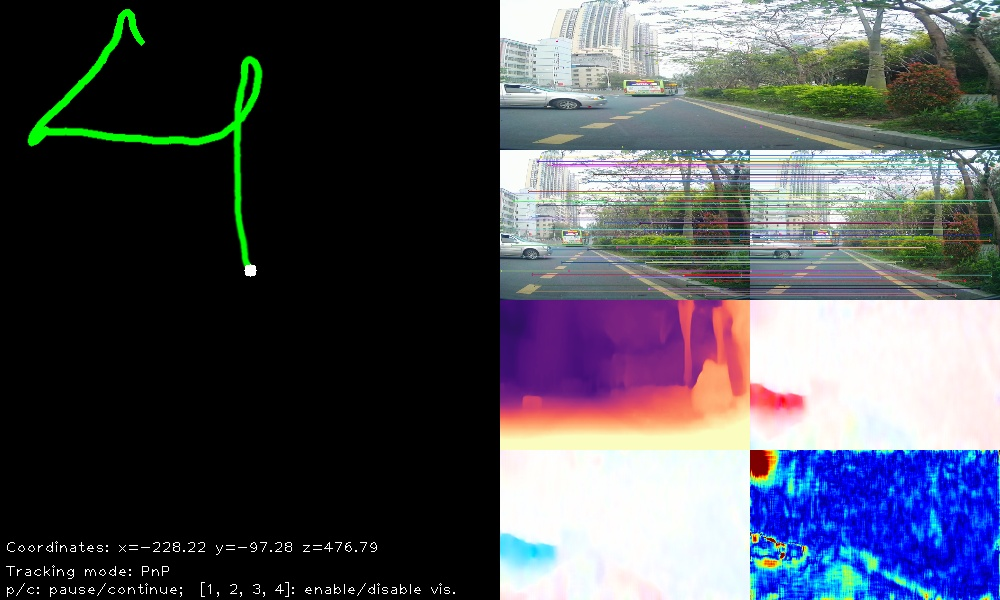 Coordinates: x=-228.22 y=-97.28 z=476.79
Tracking mode: PnP
p/c: pause/continue;  [1, 2, 3, 4]: enable/disable vis.